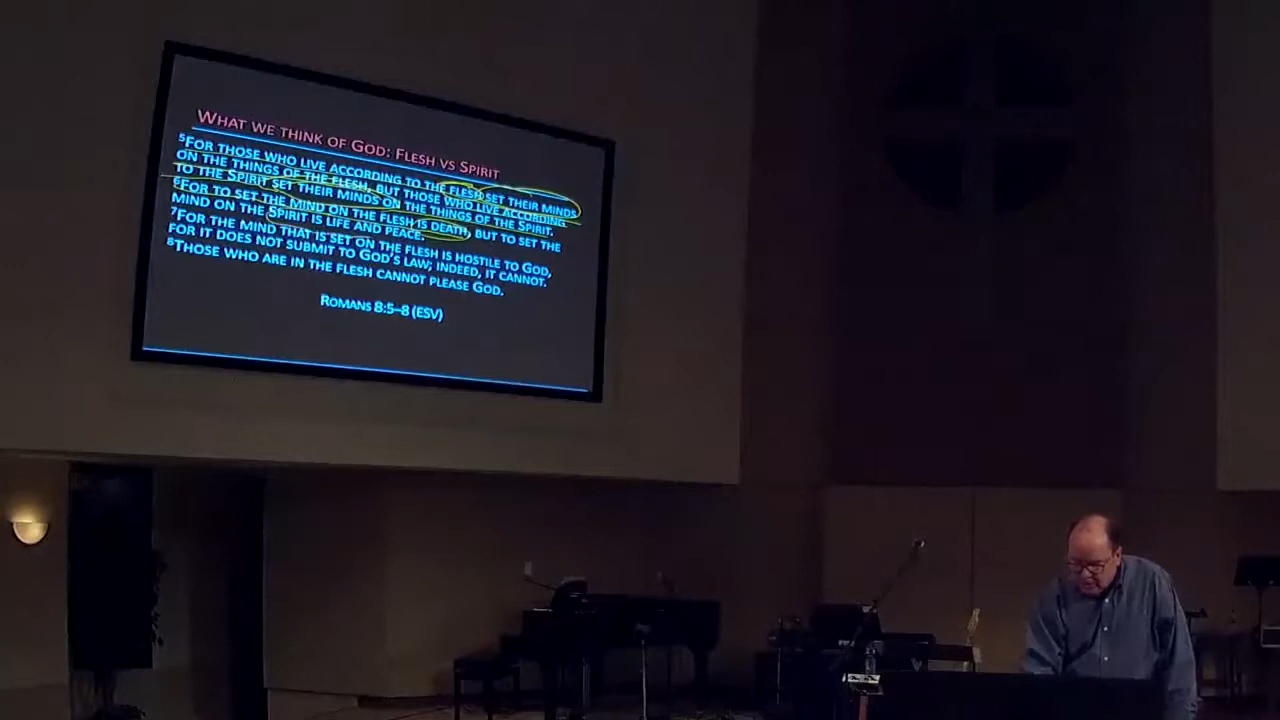 WHAT WE THINK OF GOD: FLESH VS SPIRIT
5FOR THOSE WHO LIVE ACCORDING TO THE FLESH SET THEIR MINDS
ON THE THINGS OF THE FLESH, BUT THOSE WHO LIVE ACCORDING
TO THE SPIRIT SET THEIR MINDS ON THE THINGS OF THE SPIRIT.
6FOR TO SET THE MIND ON THE FLESH IS DEATH, BUT TO SET THE
MIND ON THE SPIRIT IS LIFE AND PEACE.
7FOR THE MIND THAT IS SET ON THE FLESH IS HOSTILE TO GOD,
FOR IT DOES NOT SUBMIT TO GOD'S LAW; INDEED, IT CANNOT.
8THOSE WHO ARE IN THE FLESH CANNOT PLEASE GOD.
ROMANS 8:5–8 (ESV)